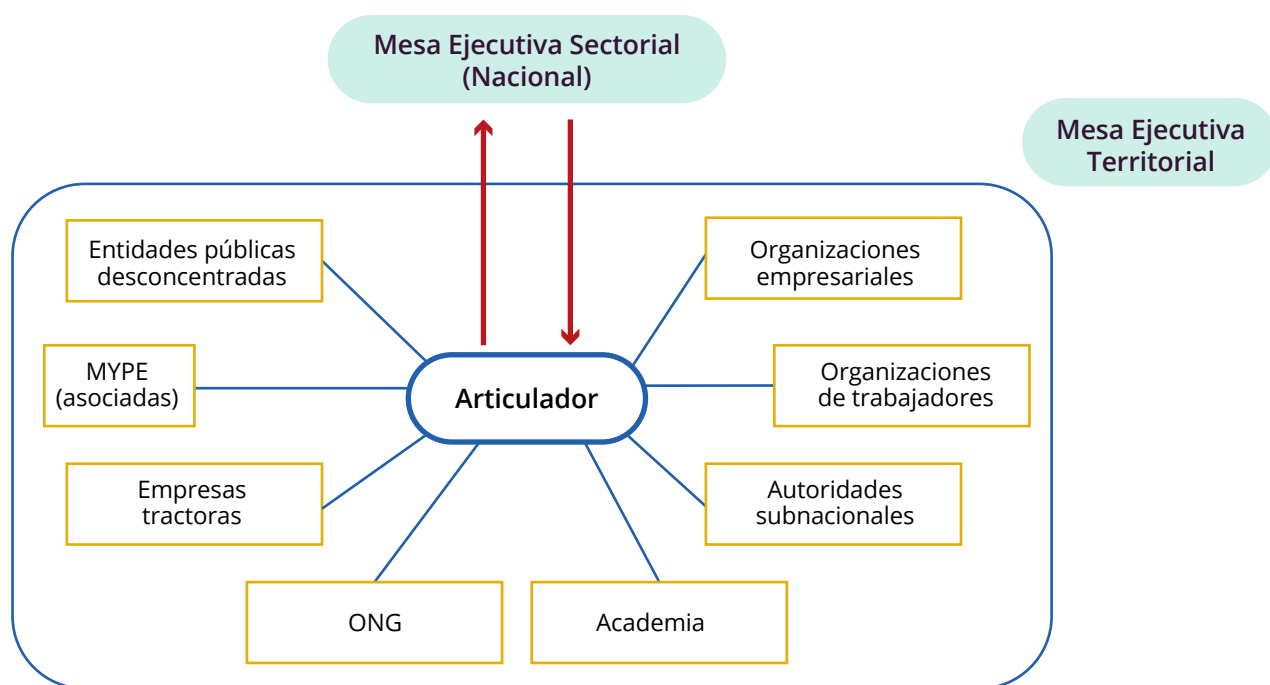 Mesa Ejecutiva Sectorial
(Nacional)
Mesa Ejecutiva
Territorial
Entidades públicas
desconcentradas
Organizaciones
empresariales
MYPE
(asociadas)
Articulador
Organizaciones
de trabajadores
Empresas
tractoras
Autoridades
subnacionales
ONG
Academia